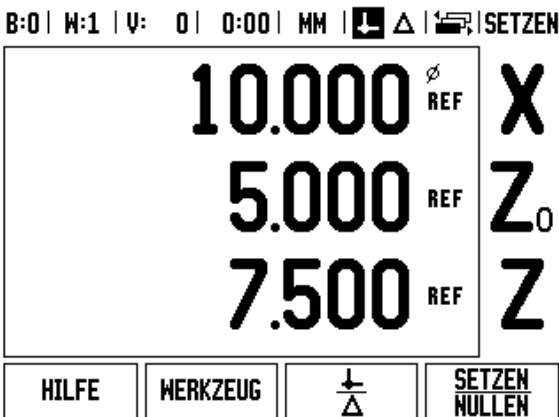 B:0 | W:1 | V: 0 | 0:00 | MM | Δ | SETZEN
10.000 Ø REF X
5.000 REF Z0
7.500 REF Z
HILFE WERKZEUG Δ SETZEN
NULLEN